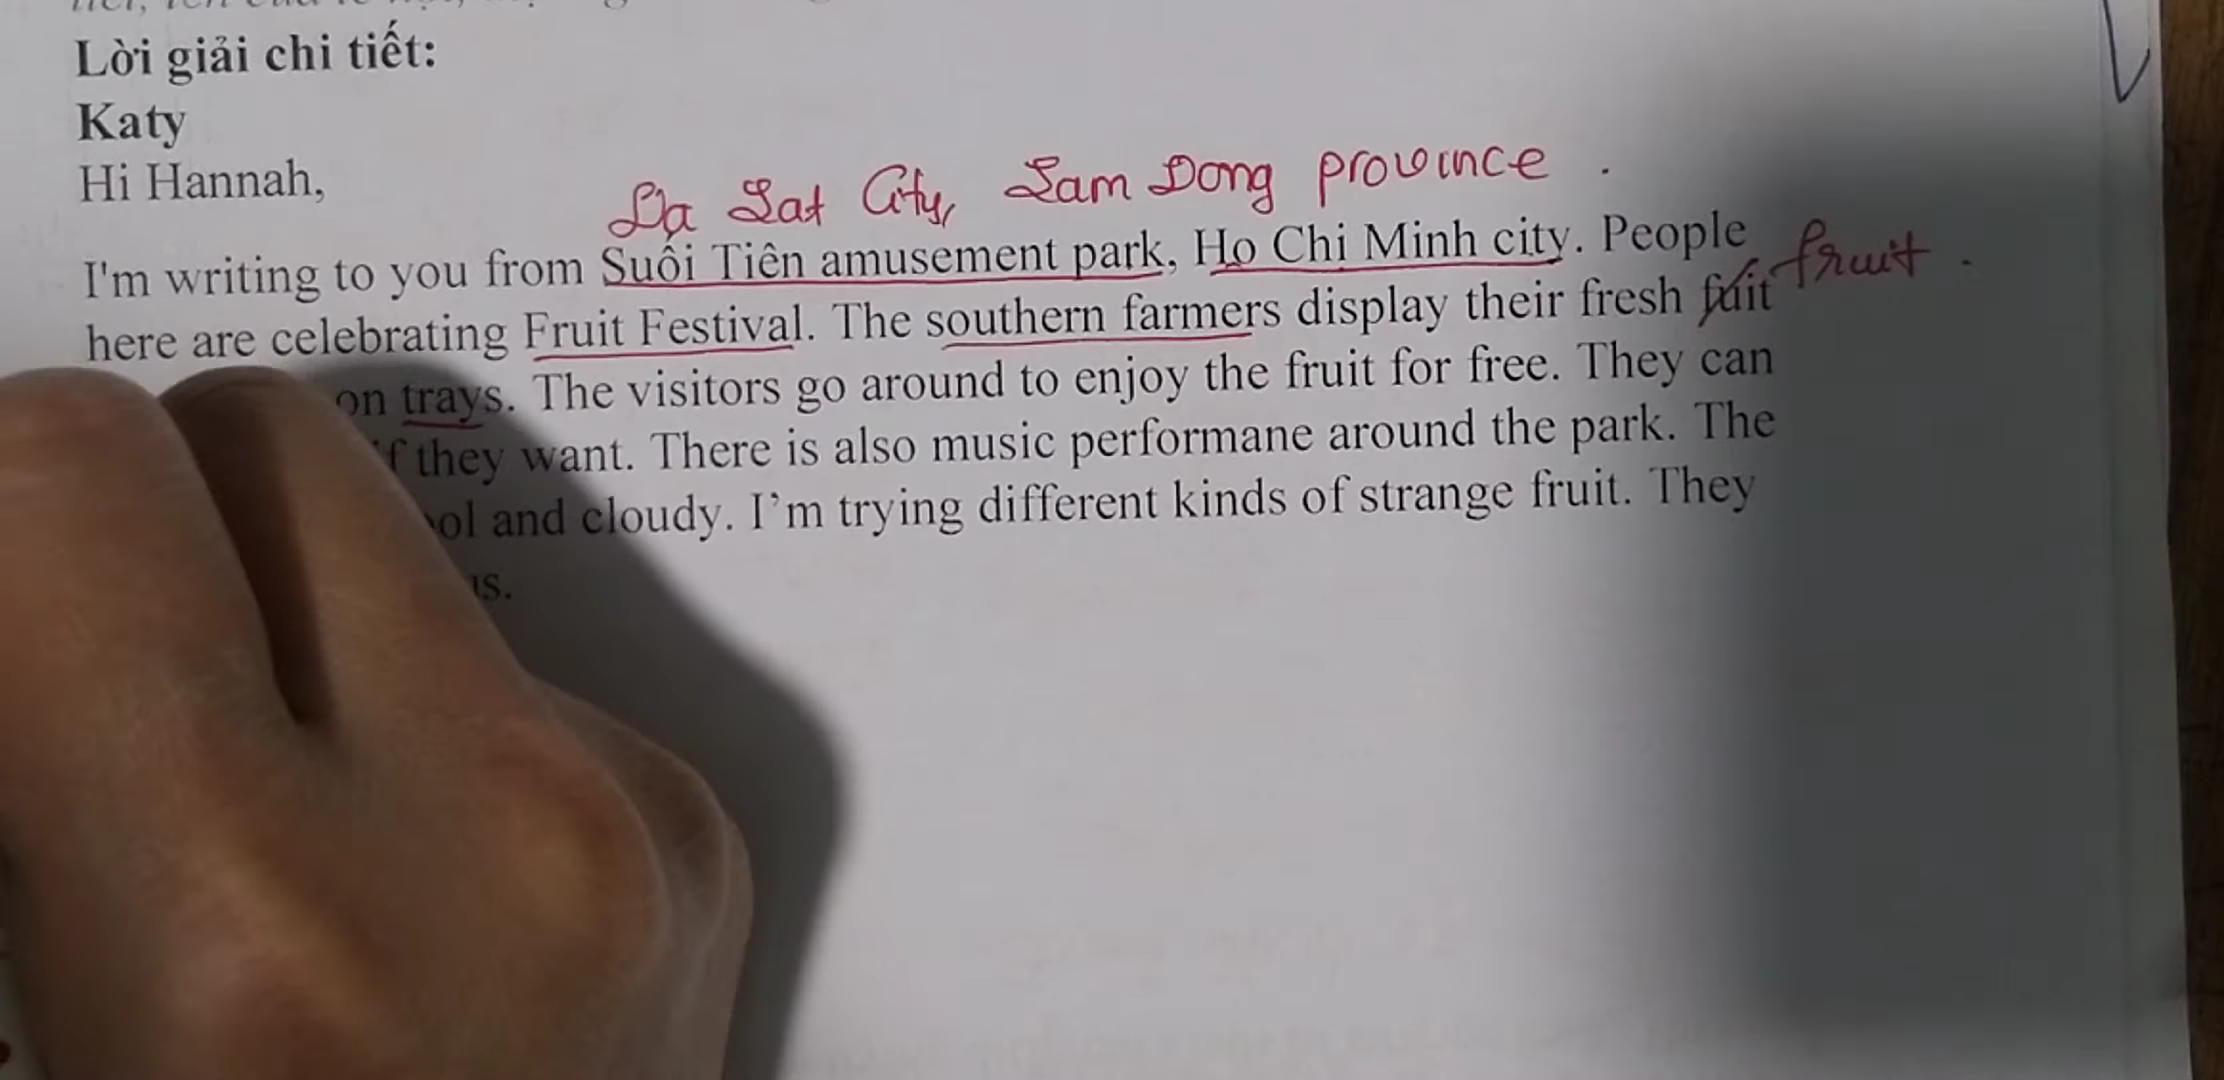 Lời giải chi tiết:
Katy
Hi Hannah,
Đa Lat City, Lam Dong province .
I'm writing to you from Suối Tiên amusement park, Ho Chi Minh city. People
fruit .
here are celebrating Fruit Festival. The southern farmers display their fresh fuit
on trays. The visitors go around to enjoy the fruit for free. They can
if they want. There is also music performane around the park. The
and cloudy. I’m trying different kinds of strange fruit. They